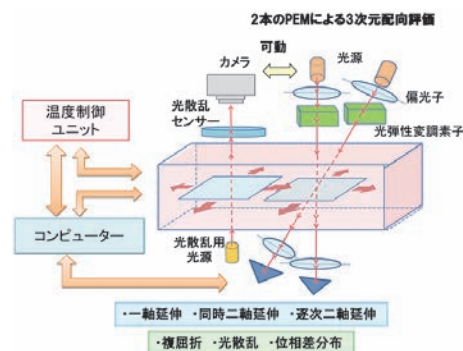 2本のPEMによる3次元配向評価
可動
光源
カメラ
偏光子
光散乱
センサー
光弾性変調素子
温度制御
ユニット
コンピューター
光散乱用
光源
・一軸延伸 ・同時二軸延伸 ・逐次二軸延伸
・複屈折 ・光散乱 ・位相差分布